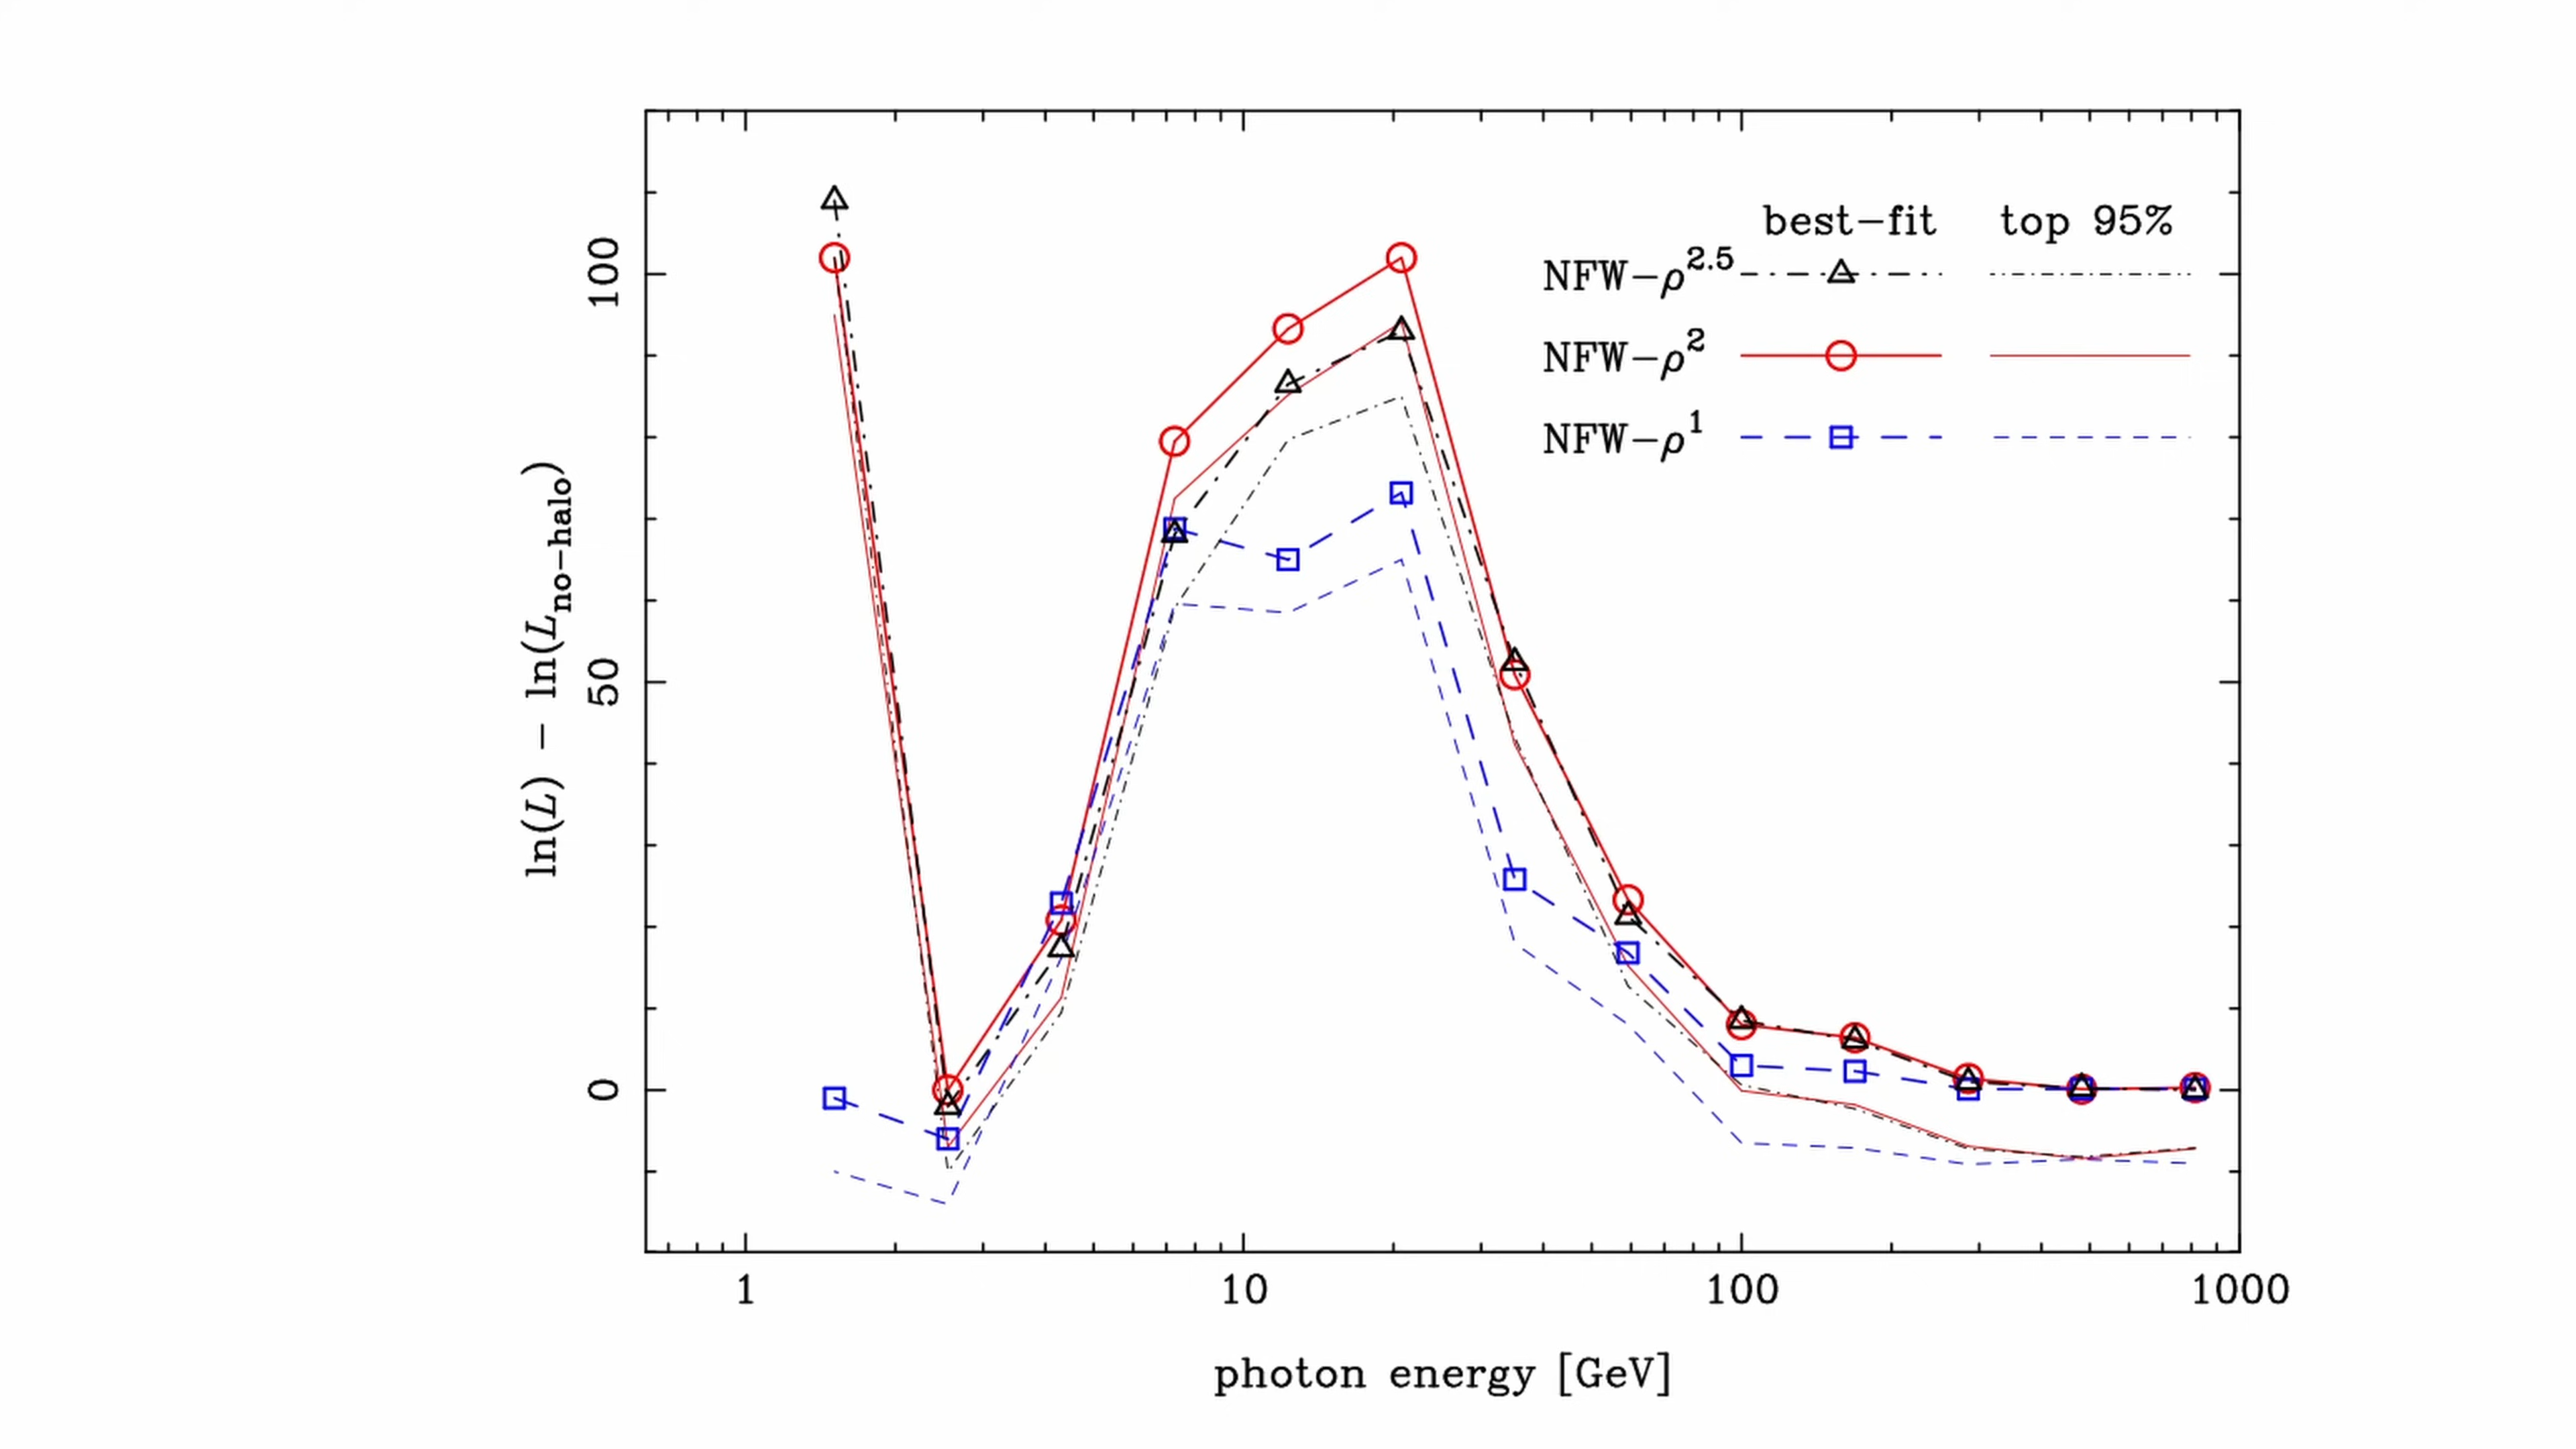 best-fit top 95%
NFW-ρ^2.5
NFW-ρ^2
NFW-ρ^1
100
50
0
ln(L) − ln(L_no-halo)
1 10 100 1000
photon energy [GeV]